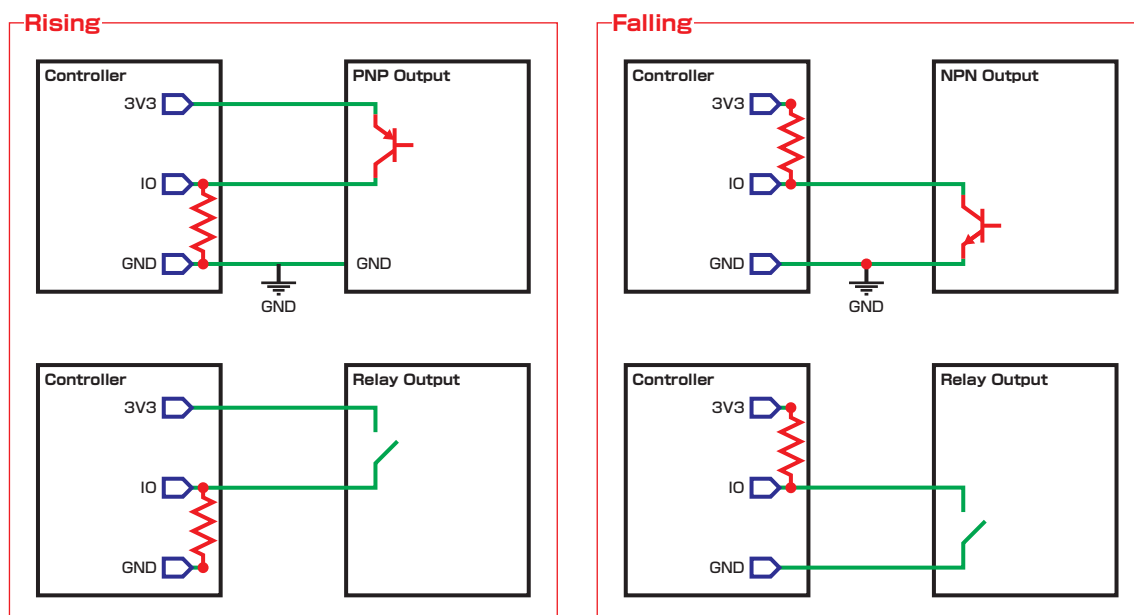 Rising
Controller
PNP Output
3V3
IO
GND
GND
GND
Controller
Relay Output
3V3
IO
GND
Falling
Controller
NPN Output
3V3
IO
GND
GND
Controller
Relay Output
3V3
IO
GND